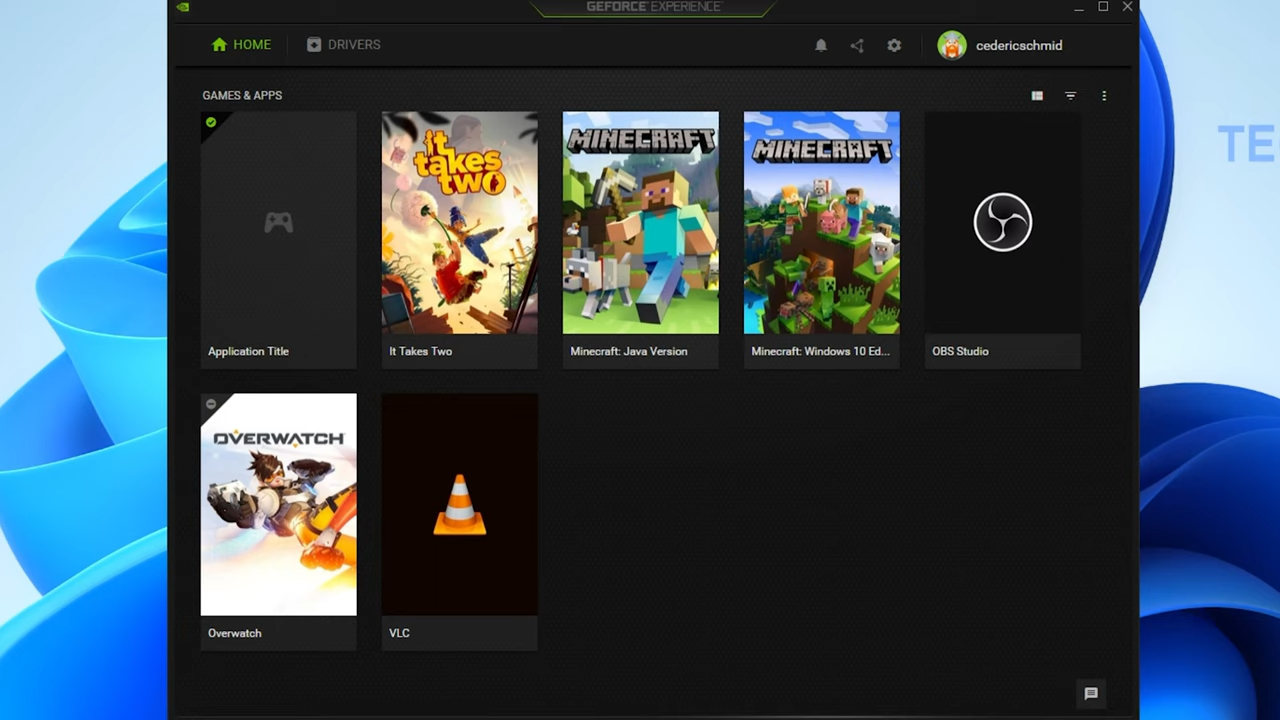 GEFORCE EXPERIENCE
HOME
DRIVERS
cedericschmid
GAMES & APPS
it
takes
two
MINECRAFT
MINECRAFT
Application Title
It Takes Two
Minecraft: Java Version
Minecraft: Windows 10 Ed...
OBS Studio
OVERWATCH
Overwatch
VLC